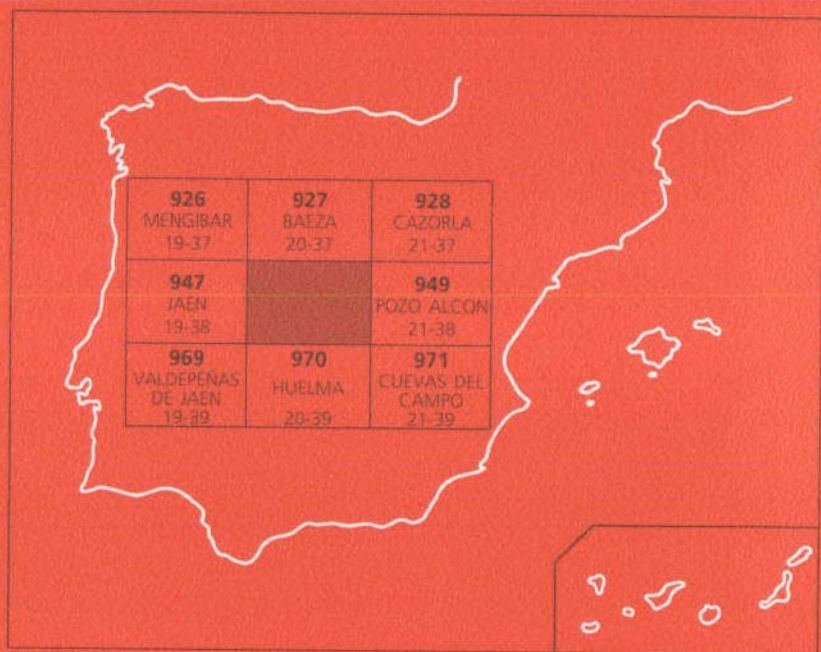 926
MENGIBAR
19-37
927
BAEZA
20-37
928
CAZORLA
21-37
947
JAEN
19-38
949
POZO ALCON
21-38
969
VALDEPEÑAS
DE JAEN
19-39
970
HUELMA
20-39
971
CUEVAS DEL
CAMPO
21-39